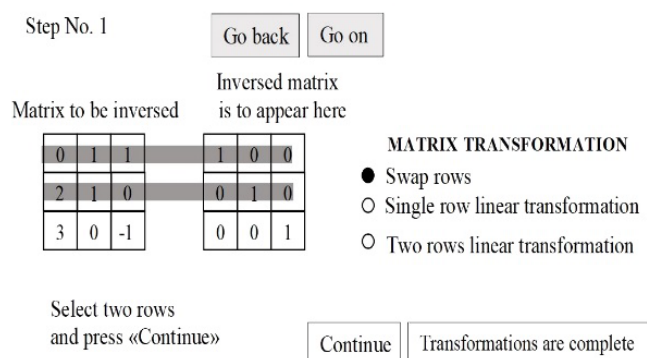 Step No. 1
Go back Go on
Inversed matrix
Matrix to be inversed is to appear here
0 1 1 1 0 0
2 1 0 0 1 0
3 0 -1 0 0 1
MATRIX TRANSFORMATION
Swap rows
Single row linear transformation
Two rows linear transformation
Select two rows
and press «Continue»
Continue Transformations are complete